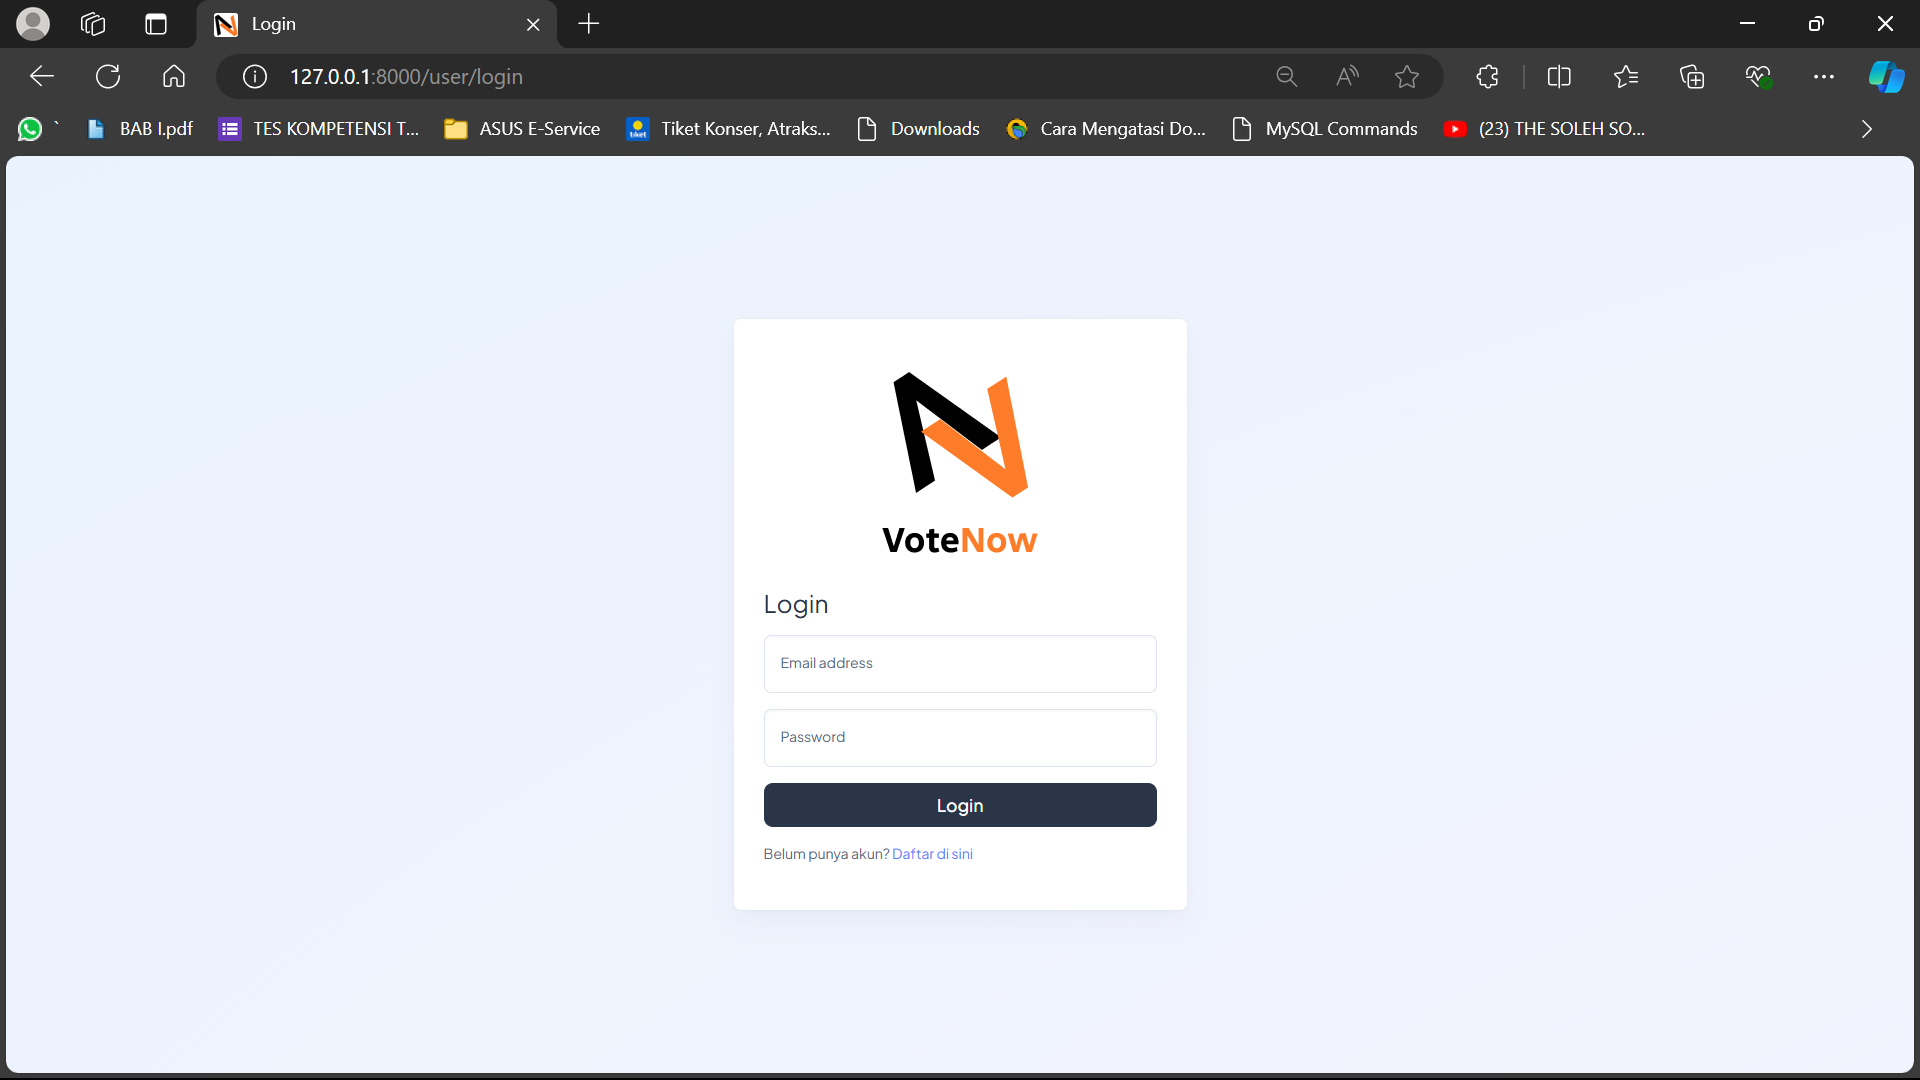 Login
127.0.0.1:8000/user/login
` BAB I.pdf TES KOMPETENSI T... ASUS E-Service Tiket Konser, Atraks... Downloads Cara Mengatasi Do... MySQL Commands (23) THE SOLEH SO...
VoteNow
Login
Email address
Password
Login
Belum punya akun? Daftar di sini